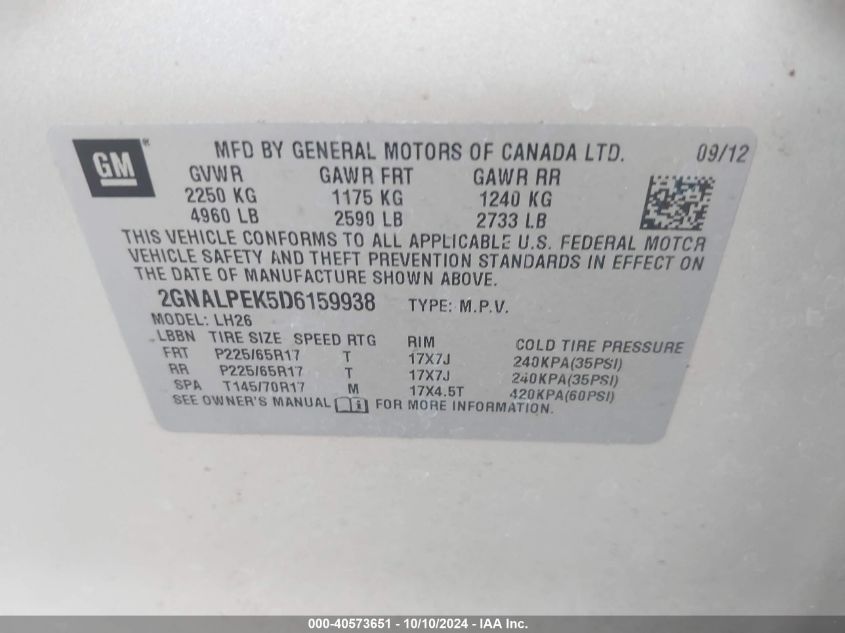 GM® MFD BY GENERAL MOTORS OF CANADA LTD. 09/12
GVWR GAWR FRT GAWR RR
2250 KG 1175 KG 1240 KG
4960 LB 2590 LB 2733 LB
THIS VEHICLE CONFORMS TO ALL APPLICABLE U.S. FEDERAL MOTOR
VEHICLE SAFETY AND THEFT PREVENTION STANDARDS IN EFFECT ON
THE DATE OF MANUFACTURE SHOWN ABOVE.
2GNALPEK5D6159938 TYPE: M.P.V.
MODEL: LH26
LBBN TIRE SIZE SPEED RTG RIM COLD TIRE PRESSURE
FRT P225/65R17 T 17X7J 240KPA(35PSI)
RR P225/65R17 T 17X7J 240KPA(35PSI)
SPA T145/70R17 M 17X4.5T 420KPA(60PSI)
SEE OWNER'S MANUAL FOR MORE INFORMATION.
000-40573651 - 10/10/2024 - IAA Inc.